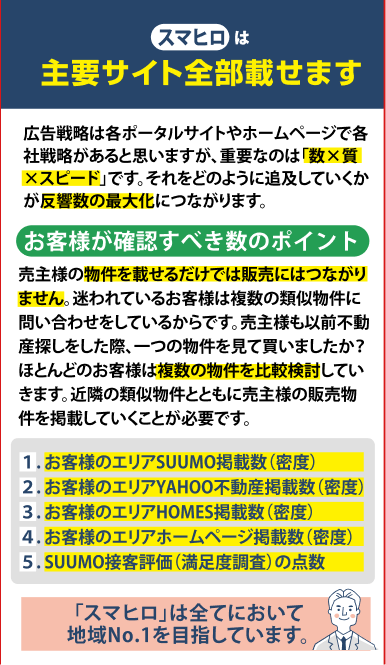 スマヒロは
主要サイト全部載せます
広告戦略は各ポータルサイトやホームページで各
社戦略があると思いますが、重要なのは「数×質
×スピード」です。それをどのように追及していくか
が反響数の最大化につながります。
お客様が確認すべき数のポイント
売主様の物件を載せるだけでは販売にはつながり
ません。迷われているお客様は複数の類似物件に
問い合わせをしているからです。売主様も以前不動
産探しをした際、一つの物件を見て買いましたか?
ほとんどのお客様は複数の物件を比較検討してい
きます。近隣の類似物件とともに売主様の販売物
件を掲載していくことが必要です。
1.お客様のエリアSUUMO掲載数（密度）
2.お客様のエリアYAHOO不動産掲載数（密度）
3.お客様のエリアHOMES掲載数（密度）
4.お客様のエリアホームページ掲載数（密度）
5.SUUMO接客評価（満足度調査）の点数
「スマヒロ」は全てにおいて
地域No.1を目指しています。